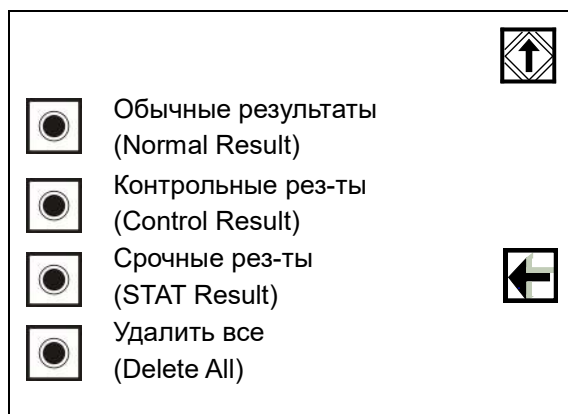 Обычные результаты
(Normal Result)
Контрольные рез-ты
(Control Result)
Срочные рез-ты
(STAT Result)
Удалить все
(Delete All)